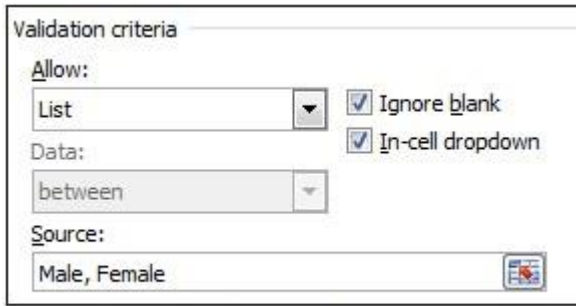 Validation criteria
Allow:
List
Ignore blank
In-cell dropdown
Data:
between
Source:
Male, Female